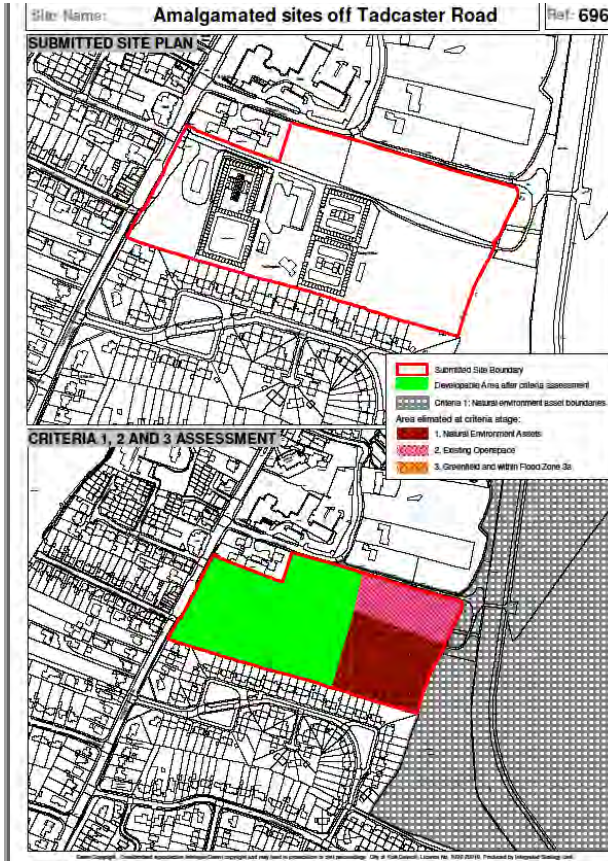 Site Name: Amalgamated sites off Tadcaster Road Ref: 696
SUBMITTED SITE PLAN
Submitted Site Boundary
Developable Area after criteria assessment
Criteria 1: Natural environment asset boundaries
Area elimated at criteria stage:
1. Natural Environment Assets
2. Existing Openspace
3. Greenfield and within Flood Zone 3a
CRITERIA 1, 2 AND 3 ASSESSMENT